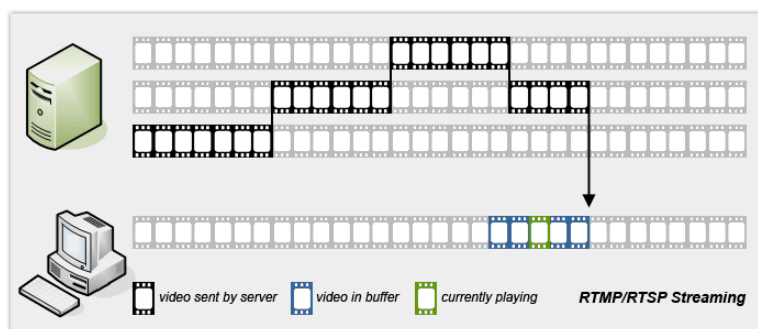 video sent by server
video in buffer
currently playing
RTMP/RTSP Streaming